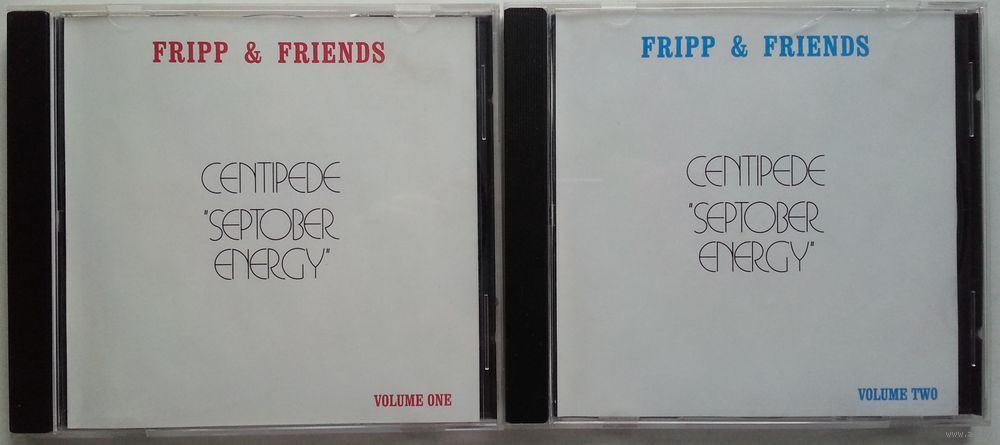 FRIPP & FRIENDS
CENTIPEDE
"SEPTOBER
ENERGY"
VOLUME ONE
FRIPP & FRIENDS
CENTIPEDE
"SEPTOBER
ENERGY"
VOLUME TWO